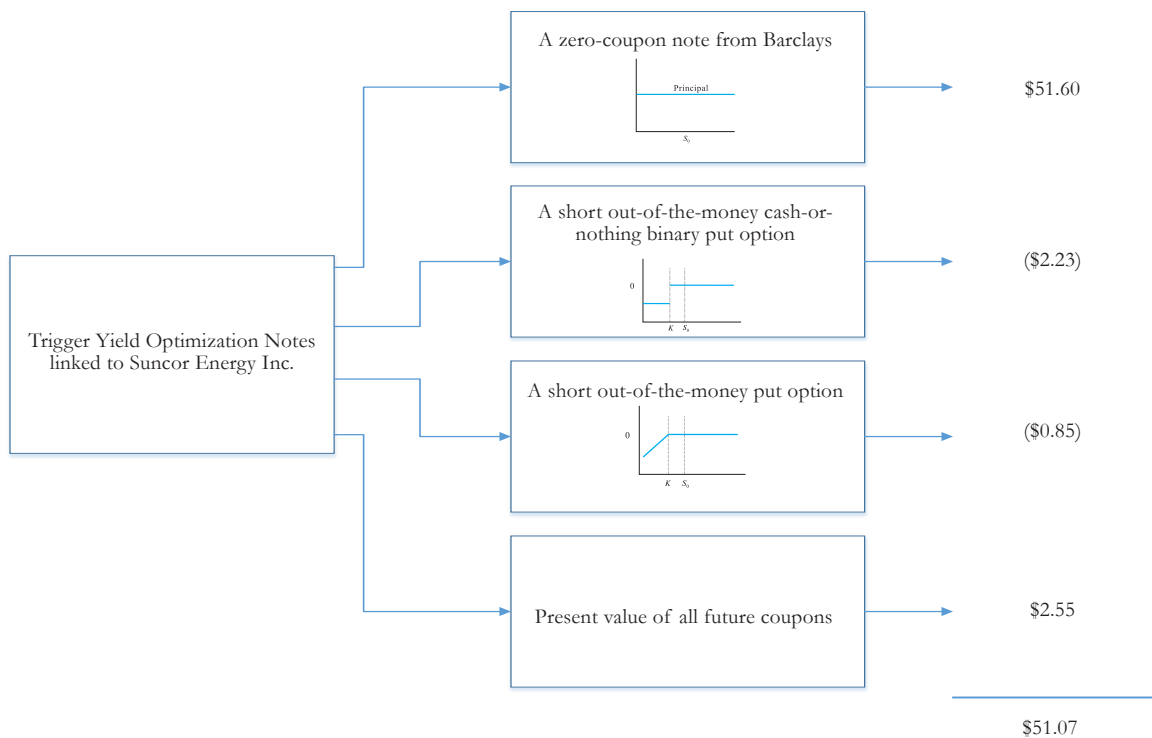 A zero-coupon note from Barclays
Principal
S₀
$51.60
A short out-of-the-money cash-or-
nothing binary put option
0
K S₀
($2.23)
Trigger Yield Optimization Notes
linked to Suncor Energy Inc.
A short out-of-the-money put option
0
K S₀
($0.85)
Present value of all future coupons
$2.55
$51.07